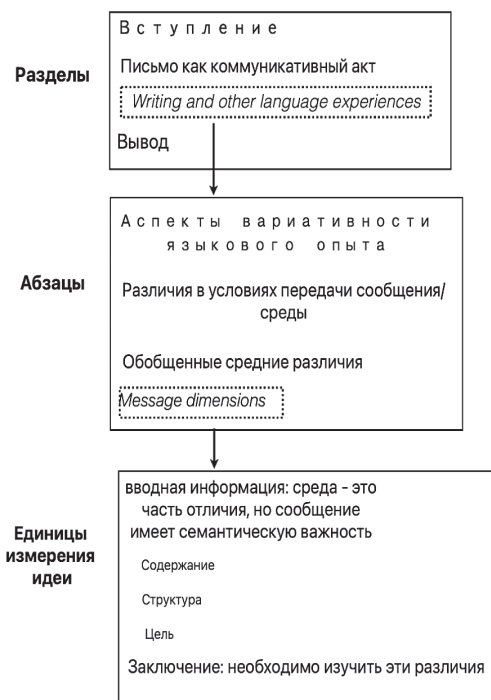 Вступление
Разделы
Письмо как коммуникативный акт
Writing and other language experiences
Вывод
Аспекты вариативности
языкового опыта
Абзацы
Различия в условиях передачи сообщения/
среды
Обобщенные средние различия
Message dimensions
вводная информация: среда - это
часть отличия, но сообщение
имеет семантическую важность
Единицы
измерения
идеи
Содержание
Структура
Цель
Заключение: необходимо изучить эти различия